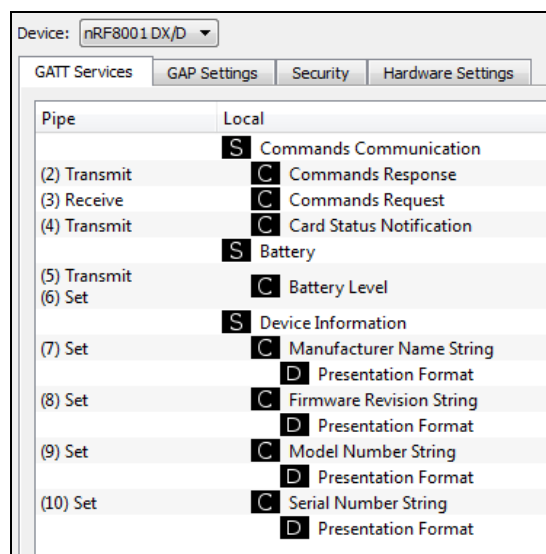 Device: nRF8001 DX/D
GATT Services GAP Settings Security Hardware Settings
Pipe Local
S Commands Communication
(2) Transmit C Commands Response
(3) Receive C Commands Request
(4) Transmit C Card Status Notification
S Battery
(5) Transmit
(6) Set C Battery Level
S Device Information
(7) Set C Manufacturer Name String
D Presentation Format
(8) Set C Firmware Revision String
D Presentation Format
(9) Set C Model Number String
D Presentation Format
(10) Set C Serial Number String
D Presentation Format